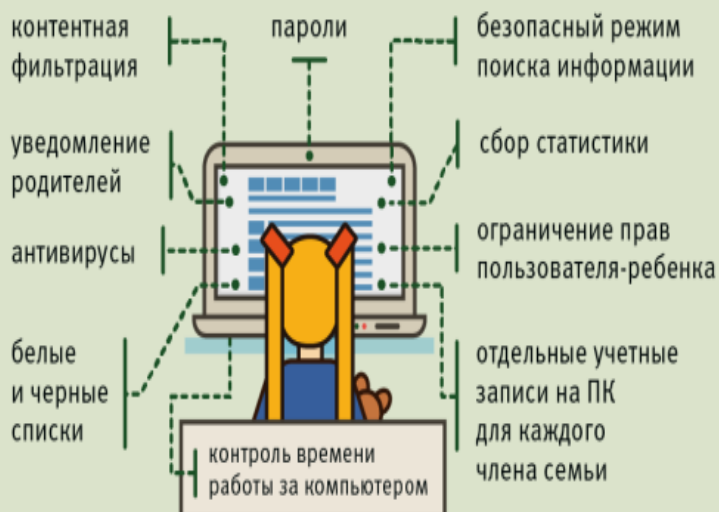 контентная
фильтрация
пароли
безопасный режим
поиска информации
уведомление
родителей
сбор статистики
антивирусы
ограничение прав
пользователя-ребенка
белые
и черные
списки
отдельные учетные
записи на ПК
для каждого
члена семьи
контроль времени
работы за компьютером